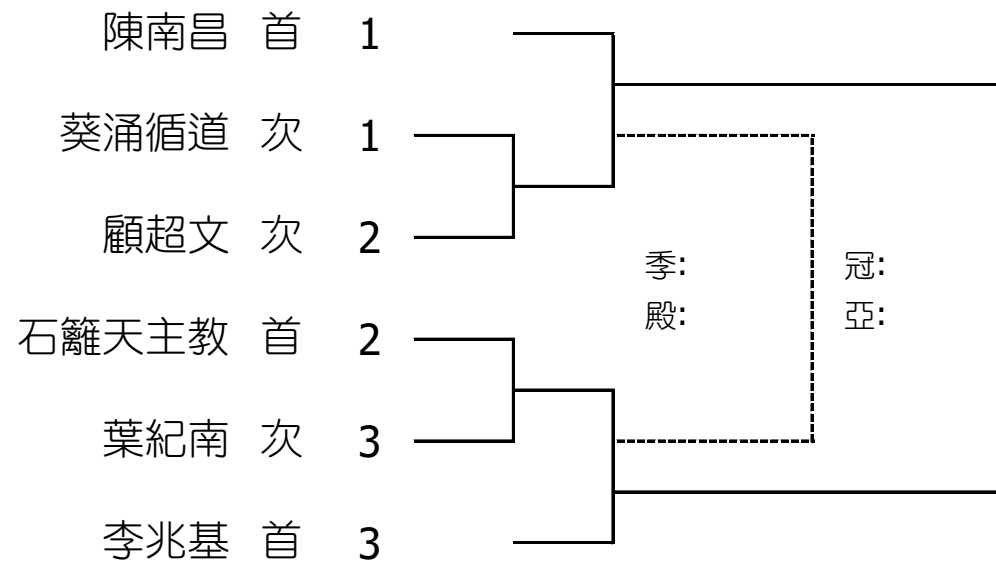 陳南昌 首 1
葵涌循道 次 1
顧超文 次 2
季: 冠:
殿: 亞:
石籬天主教 首 2
葉紀南 次 3
李兆基 首 3